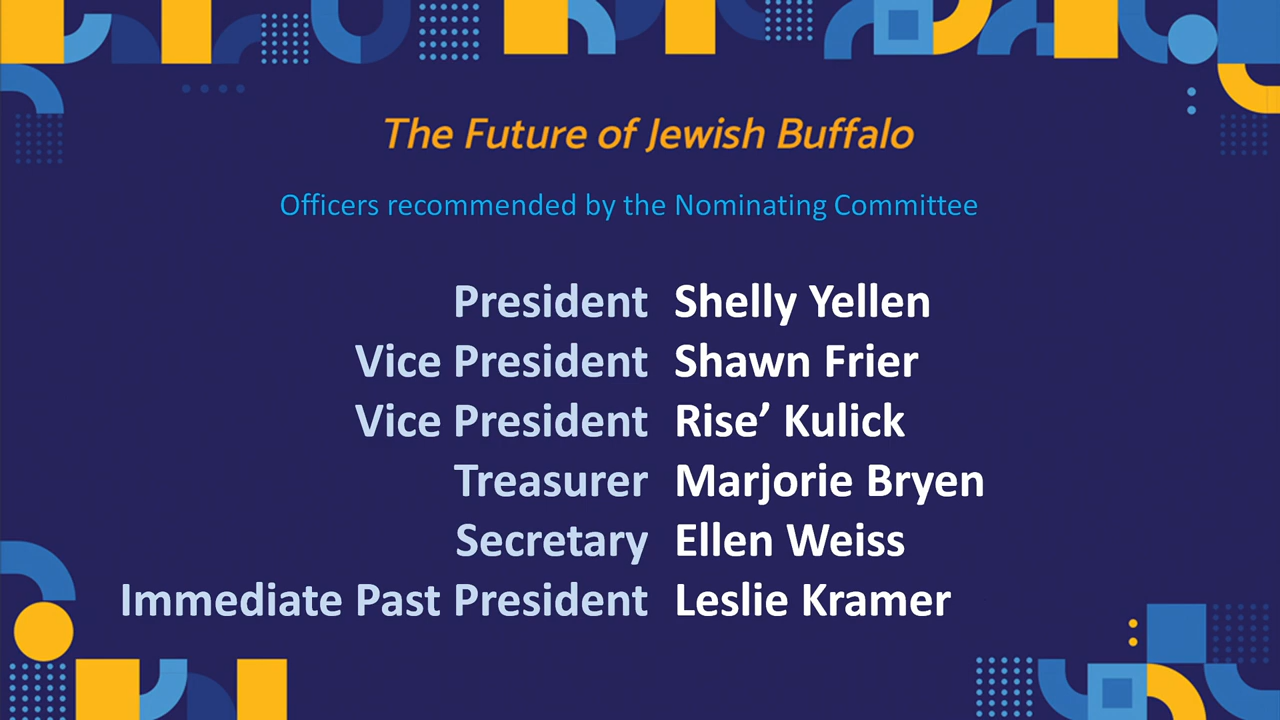 The Future of Jewish Buffalo
Officers recommended by the Nominating Committee
President Shelly Yellen
Vice President Shawn Frier
Vice President Rise’ Kulick
Treasurer Marjorie Bryen
Secretary Ellen Weiss
Immediate Past President Leslie Kramer